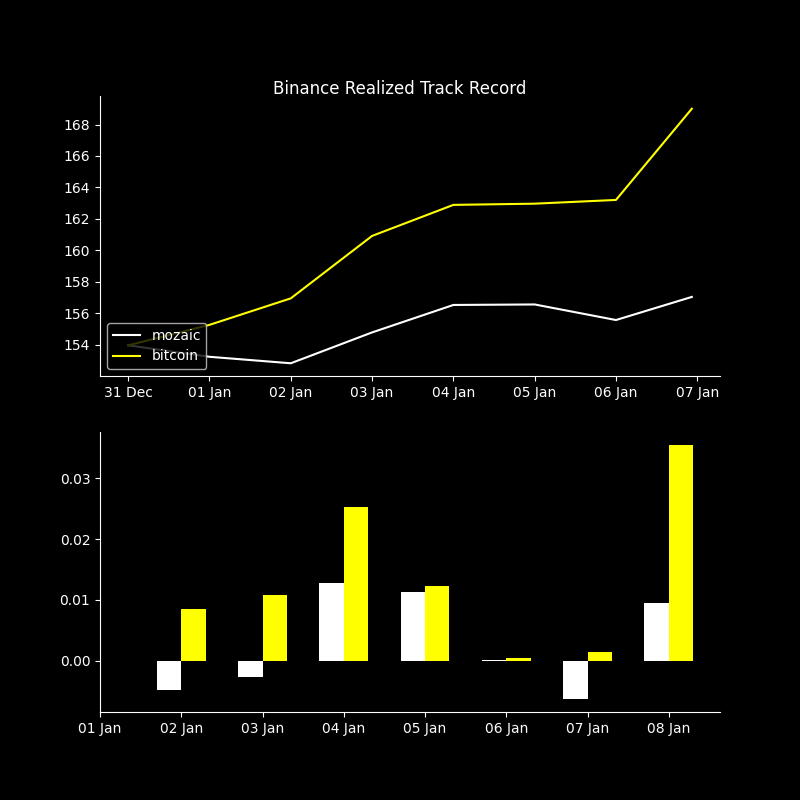 Binance Realized Track Record
168
166
164
162
160
158
156
154
mozaic
bitcoin
31 Dec 01 Jan 02 Jan 03 Jan 04 Jan 05 Jan 06 Jan 07 Jan
0.03
0.02
0.01
0.00
01 Jan 02 Jan 03 Jan 04 Jan 05 Jan 06 Jan 07 Jan 08 Jan